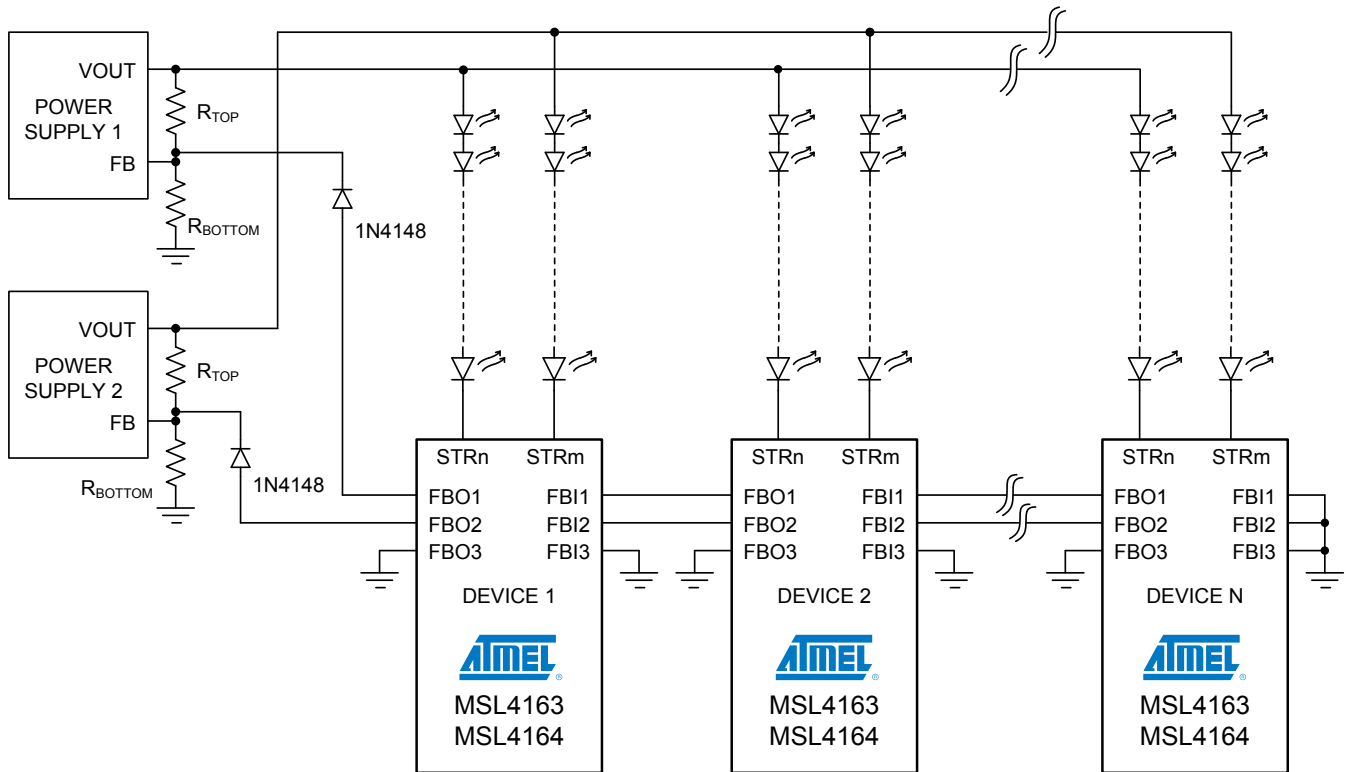 VOUT
POWER
SUPPLY 1
FB
RTOP
RBOTTOM
1N4148
VOUT
POWER
SUPPLY 2
FB
RTOP
RBOTTOM
1N4148
STRn STRm
FBO1 FBI1
FBO2 FBI2
FBO3 FBI3
DEVICE 1
ATMEL ®
MSL4163
MSL4164
STRn STRm
FBO1 FBI1
FBO2 FBI2
FBO3 FBI3
DEVICE 2
ATMEL ®
MSL4163
MSL4164
STRn STRm
FBO1 FBI1
FBO2 FBI2
FBO3 FBI3
DEVICE N
ATMEL ®
MSL4163
MSL4164